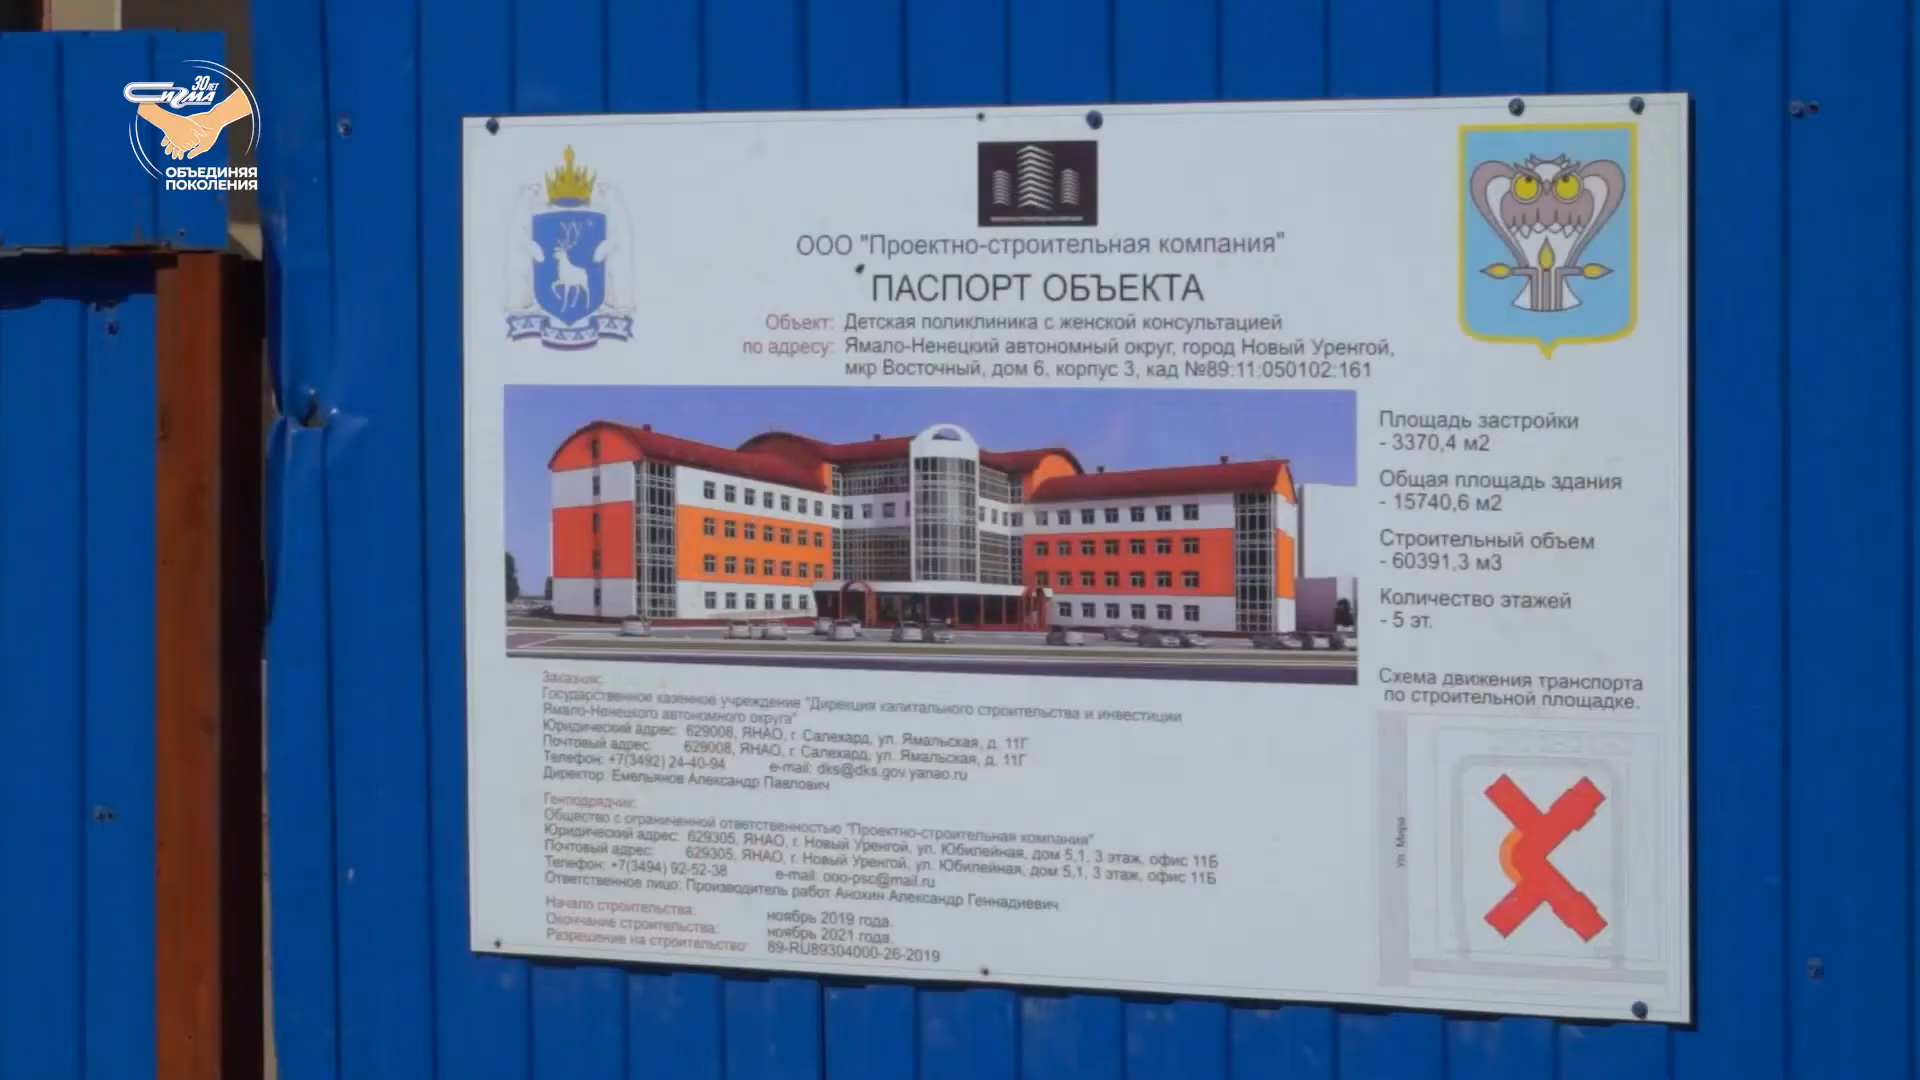 СИГМА 30 ЛЕТ
ОБЪЕДИНЯЯ
ПОКОЛЕНИЯ
ООО "Проектно-строительная компания"
ПАСПОРТ ОБЪЕКТА
Объект: Детская поликлиника с женской консультацией
по адресу: Ямало-Ненецкий автономный округ, город Новый Уренгой,
мкр Восточный, дом 6, корпус 3, кад №89:11:050102:161
Площадь застройки
- 3370,4 м2
Общая площадь здания
- 15740,6 м2
Строительный объем
- 60391,3 м3
Количество этажей
- 5 эт.
Схема движения транспорта
по строительной площадке.
Ул. Мира
Заказчик:
Государственное казенное учреждение "Дирекция капитального строительства и инвестиции
Ямало-Ненецкого автономного округа"
Юридический адрес: 629008, ЯНАО, г. Салехард, ул. Ямальская, д. 11Г
Почтовый адрес: 629008, ЯНАО, г. Салехард, ул. Ямальская, д. 11Г
Телефон: +7(3492) 24-40-94 e-mail: dks@dks.gov.yanao.ru
Директор: Емельянов Александр Павлович
Генподрядчик:
Общество с ограниченной ответственностью "Проектно-строительная компания"
Юридический адрес: 629305, ЯНАО, г. Новый Уренгой, ул. Юбилейная, дом 5,1, 3 этаж, офис 11Б
Почтовый адрес: 629305, ЯНАО, г. Новый Уренгой, ул. Юбилейная, дом 5,1, 3 этаж, офис 11Б
Телефон: +7(3494) 92-52-38 e-mail: ooo-psc@mail.ru
Ответственное лицо: Производитель работ Анохин Александр Геннадиевич
Начало строительства: ноябрь 2019 года.
Окончание строительства: ноябрь 2021 года.
Разрешение на строительство: 89-RU89304000-26-2019